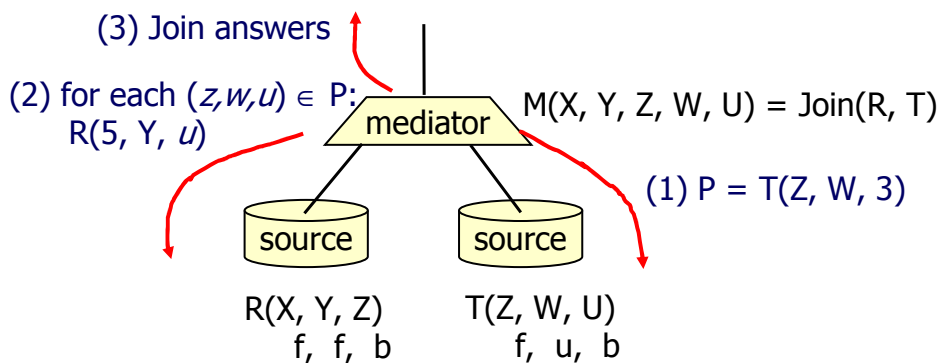 (3) Join answers
(2) for each (z,w,u) ∈ P:
R(5, Y, u)
mediator
M(X, Y, Z, W, U) = Join(R, T)
(1) P = T(Z, W, 3)
source
source
R(X, Y, Z)
f, f, b
T(Z, W, U)
f, u, b